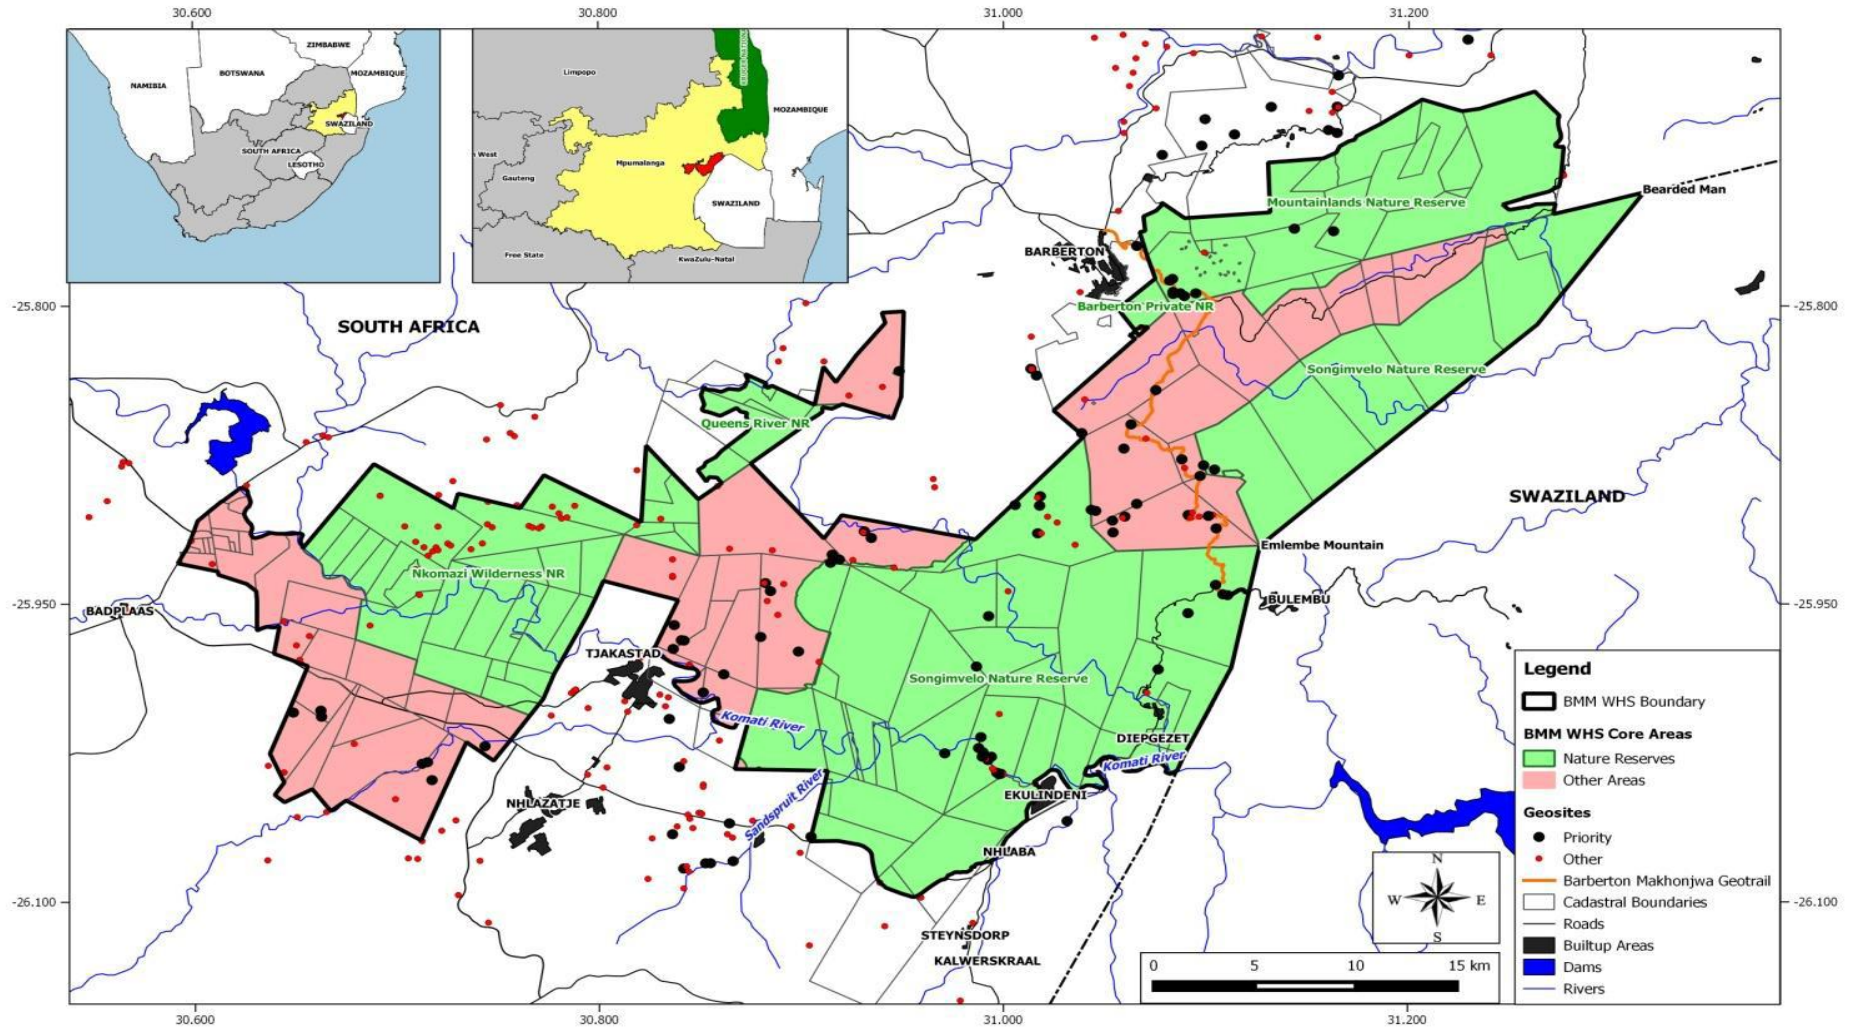 30.600
30.800
31.000
31.200
ZIMBABWE
NAMIBIA
BOTSWANA
MOZAMBIQUE
SWAZILAND
SOUTH AFRICA
LESOTHO
Limpopo
MOZAMBIQUE
n West
Mpumalanga
Gauteng
SWAZILAND
Free State
KwaZulu-Natal
Bearded Man
Mountainlands Nature Reserve
BARBERTON
-25.800
-25.800
Barberton Private NR
SOUTH AFRICA
Songimvelo Nature Reserve
Queens River NR
SWAZILAND
Emlembe Mountain
Nkomazi Wilderness NR
-25.950
-25.950
BADPLAAS
BULEMBU
TJAKASTAD
Songimvelo Nature Reserve
Komati River
DIEPGEZET
Komati River
EKULINDENI
NHLAZATJE
Sandspruit River
NHLABA
-26.100
-26.100
STEYNSDORP
KALWERSKRAAL
Legend
BMM WHS Boundary
BMM WHS Core Areas
Nature Reserves
Other Areas
Geosites
Priority
Other
Barberton Makhonjwa Geotrail
Cadastral Boundaries
Roads
Builtup Areas
Dams
Rivers
N
W E
S
0 5 10 15 km
30.600
30.800
31.000
31.200